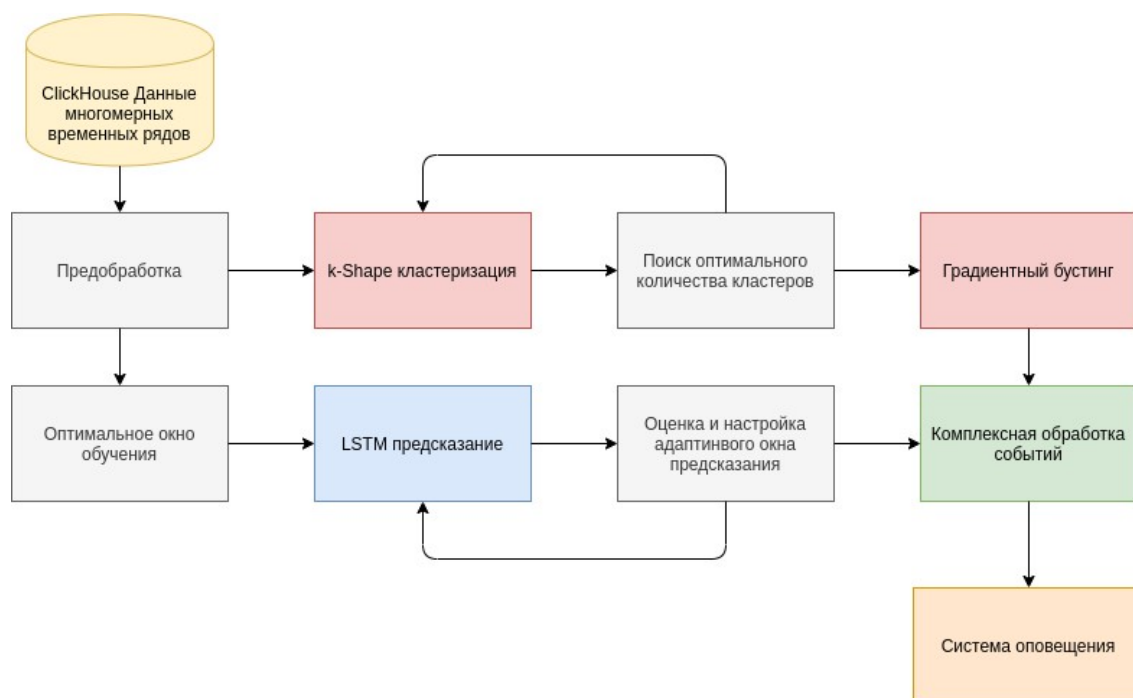 ClickHouse Данные
многомерных
временных рядов
Предобработка
k-Shape кластеризация
Поиск оптимального
количества кластеров
Градиентный бустинг
Оптимальное окно
обучения
LSTM предсказание
Оценка и настройка
адаптинвого окна
предсказания
Комплексная обработка
событий
Система оповещения